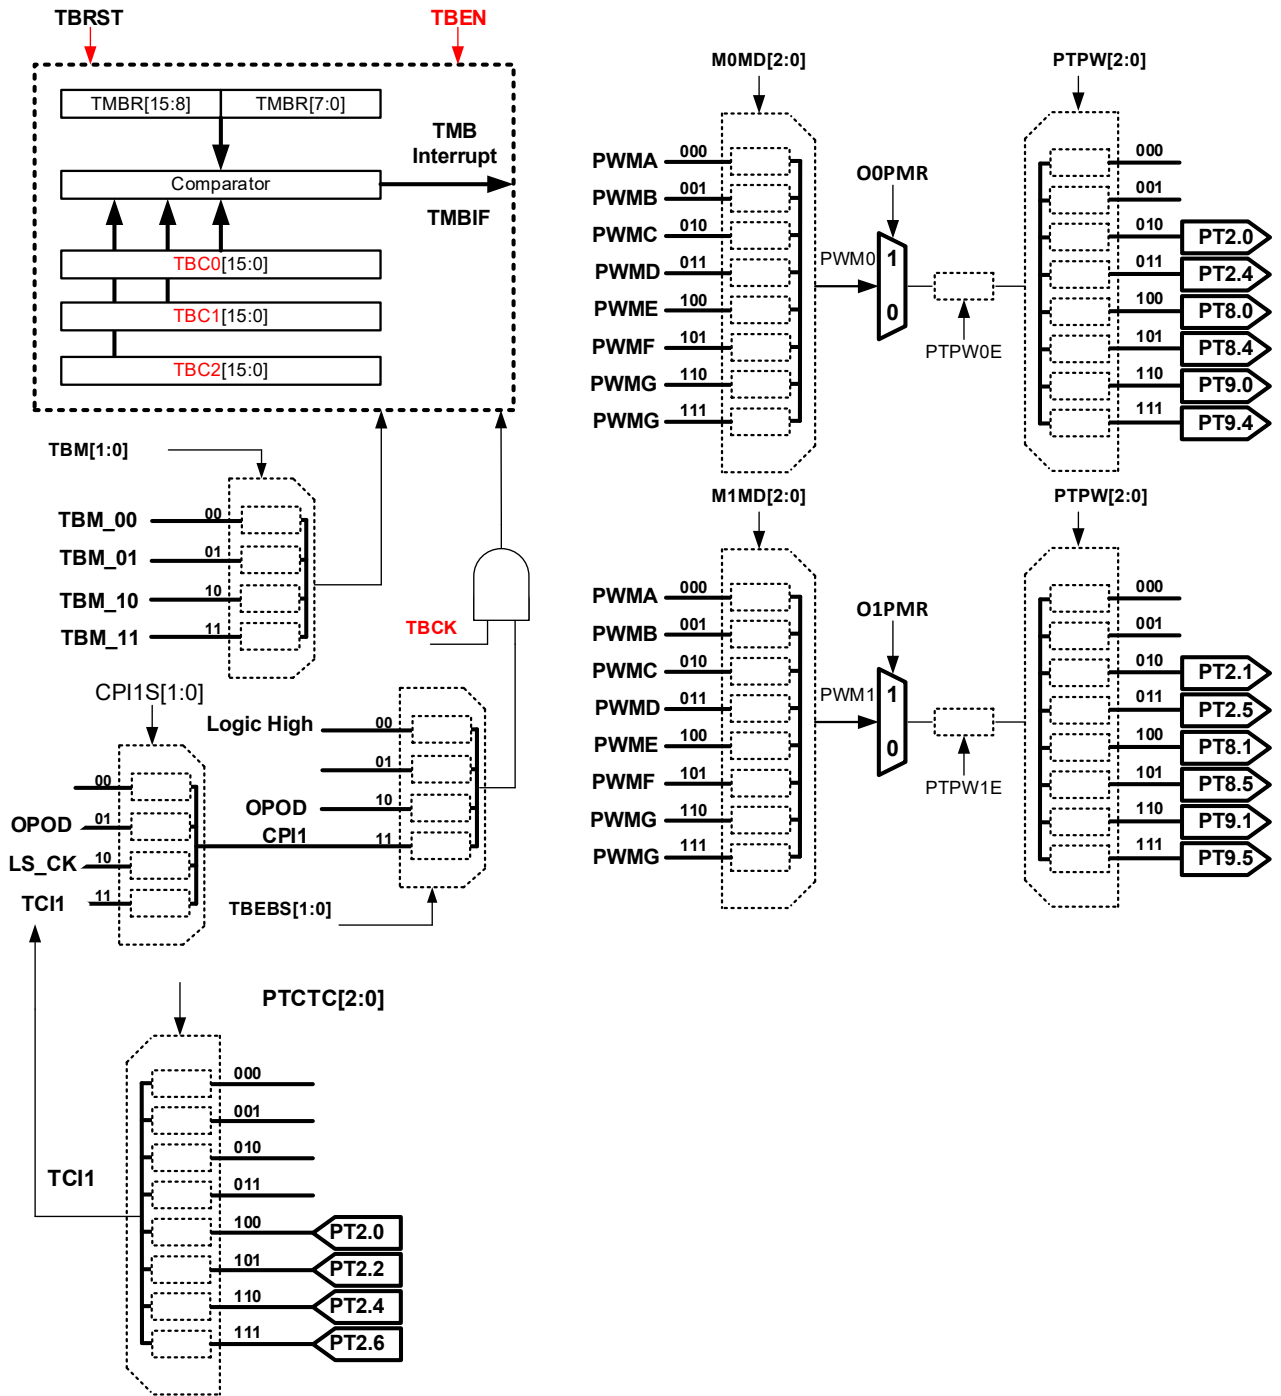 TBRST
TBEN
TMBR[15:8]
TMBR[7:0]
TMB
Interrupt
Comparator
TMBIF
TBC0[15:0]
TBC1[15:0]
TBC2[15:0]
TBM[1:0]
TBM_00
00
TBM_01
01
TBM_10
10
TBM_11
11
TBCK
CPI1S[1:0]
Logic High
00
01
OPOD
10
CPI1
11
TBEBS[1:0]
00
OPOD
01
LS_CK
10
TCI1
11
PTCTC[2:0]
TCI1
000
001
010
011
100
PT2.0
101
PT2.2
110
PT2.4
111
PT2.6
M0MD[2:0]
PWMA
000
PWMB
001
PWMC
010
PWMD
011
PWME
100
PWMF
101
PWMG
110
PWMG
111
PWM0
O0PMR
1
0
PTPW0E
PTPW[2:0]
000
001
010
PT2.0
011
PT2.4
100
PT8.0
101
PT8.4
110
PT9.0
111
PT9.4
M1MD[2:0]
PWMA
000
PWMB
001
PWMC
010
PWMD
011
PWME
100
PWMF
101
PWMG
110
PWMG
111
PWM1
O1PMR
1
0
PTPW1E
PTPW[2:0]
000
001
010
PT2.1
011
PT2.5
100
PT8.1
101
PT8.5
110
PT9.1
111
PT9.5